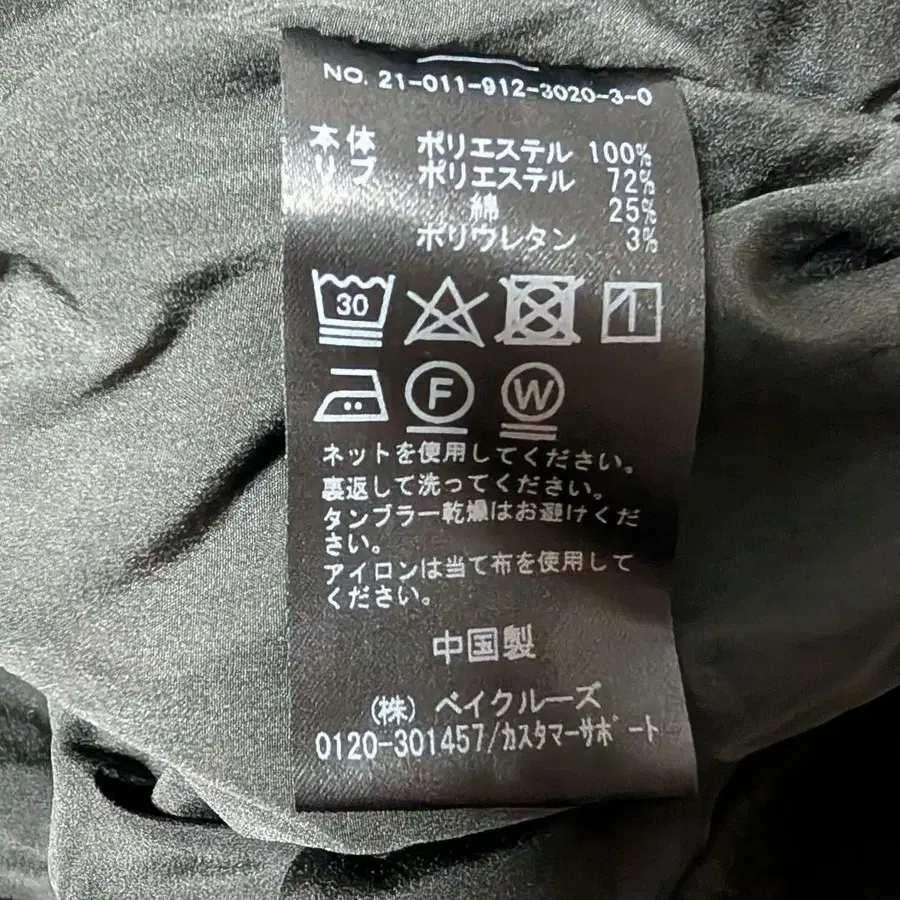 NO. 21-011-912-3020-3-0
本体 ポリエステル 100%
リブ ポリエステル 72%
綿 25%
ポリウレタン 3%
30
F W
ネットを使用してください。
裏返して洗ってください。
タンブラー乾燥はお避けくだ
さい。
アイロンは当て布を使用して
ください。
中国製
(株) ベイクルーズ
0120-301457/カスタマーサポート